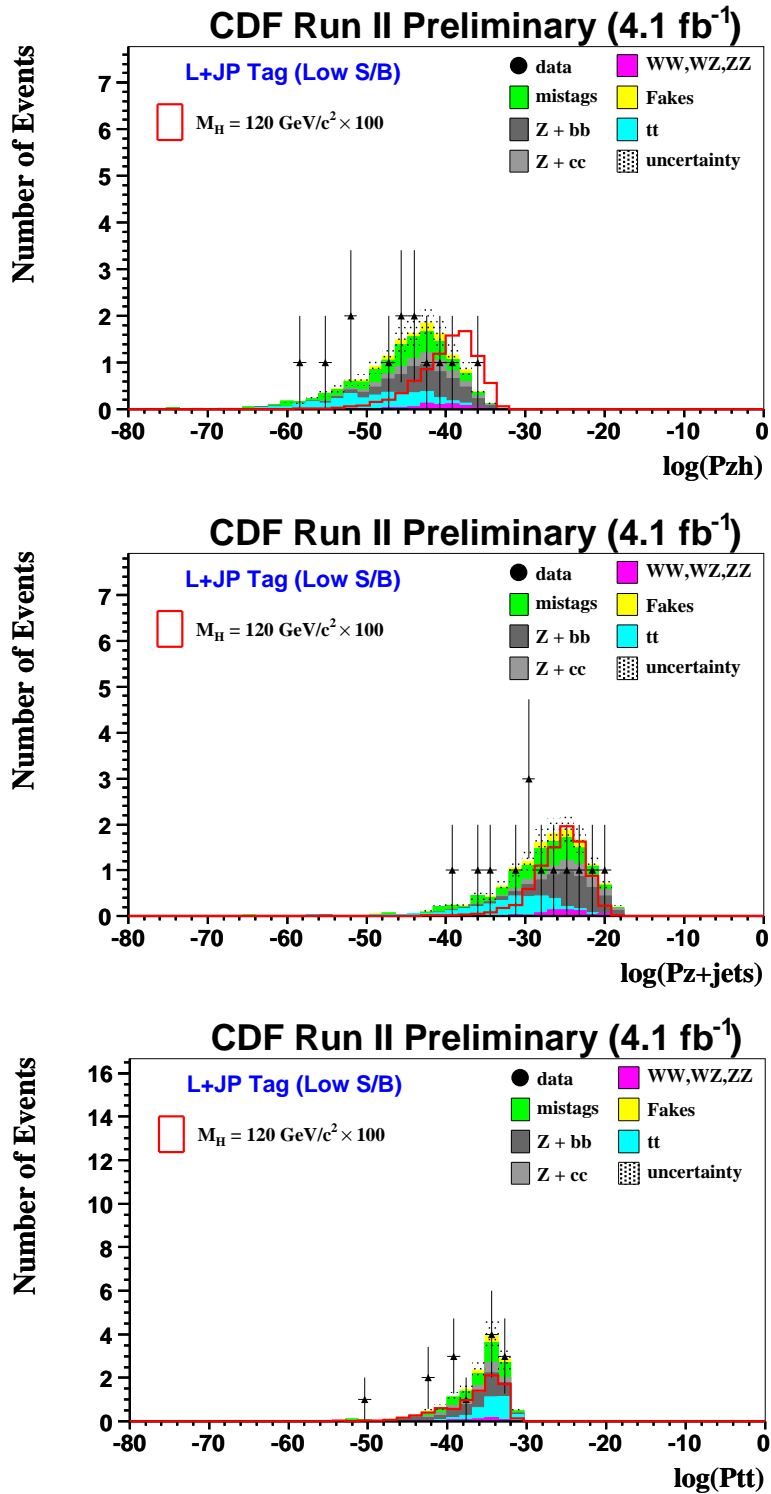 CDF Run II Preliminary (4.1 fb⁻¹)
L+JP Tag (Low S/B)
M_H = 120 GeV/c² × 100
data
mistags
Z + bb
Z + cc
WW,WZ,ZZ
Fakes
tt
uncertainty
Number of Events
7
6
5
4
3
2
1
0
-80 -70 -60 -50 -40 -30 -20 -10 0
log(Pzh)
CDF Run II Preliminary (4.1 fb⁻¹)
L+JP Tag (Low S/B)
M_H = 120 GeV/c² × 100
data
mistags
Z + bb
Z + cc
WW,WZ,ZZ
Fakes
tt
uncertainty
Number of Events
7
6
5
4
3
2
1
0
-80 -70 -60 -50 -40 -30 -20 -10 0
log(Pz+jets)
CDF Run II Preliminary (4.1 fb⁻¹)
L+JP Tag (Low S/B)
M_H = 120 GeV/c² × 100
data
mistags
Z + bb
Z + cc
WW,WZ,ZZ
Fakes
tt
uncertainty
Number of Events
16
14
12
10
8
6
4
2
0
-80 -70 -60 -50 -40 -30 -20 -10 0
log(Ptt)